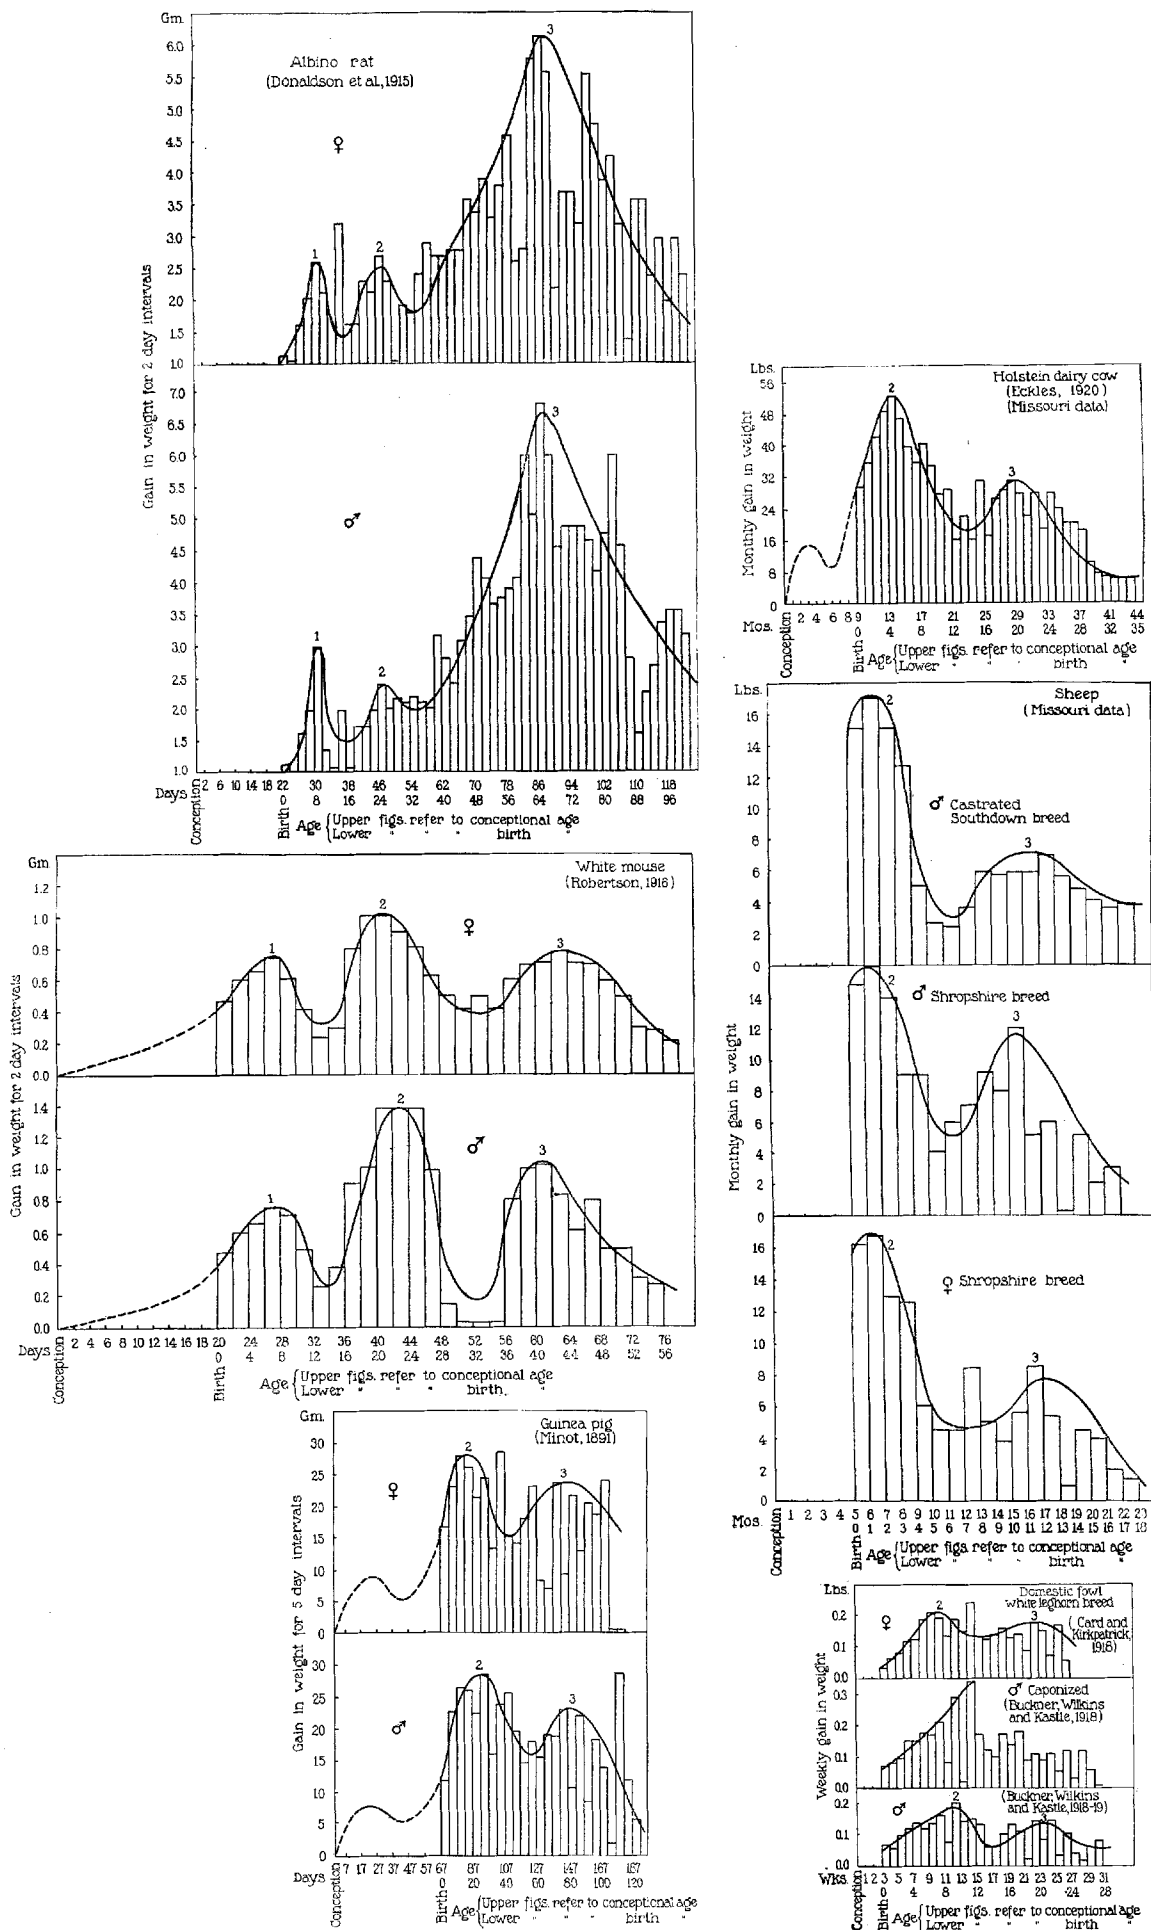 Gm.
Albino rat
(Donaldson et al., 1915)
♀
1
2
3
6.0
5.5
5.0
4.5
4.0
3.5
3.0
2.5
2.0
1.5
1.0
Gain in weight for 2 day intervals
7.0
6.5
6.0
5.5
5.0
4.5
4.0
3.5
3.0
2.5
2.0
1.5
1.0
♂
1
2
3
2 6 10 14 18 22 30 38 46 54 62 70 78 86 94 102 110 118
Days 0 8 16 24 32 40 48 56 64 72 80 88 96
Conception
Birth
Age {Upper figs. refer to conceptional age
Lower " " " birth "
Gm.
White mouse
(Robertson, 1916)
♀
1
2
3
1.2
1.0
0.8
0.6
0.4
0.2
0.0
Gain in weight for 2 day intervals
1.4
1.2
1.0
0.8
0.6
0.4
0.2
0.0
♂
1
2
3
2 4 6 8 10 12 14 16 18 20 24 28 32 36 40 44 48 52 56 60 64 68 72 76
Days 0 4 8 12 16 20 24 28 32 36 40 44 48 52 56
Conception
Birth
Age {Upper figs. refer to conceptional age
Lower " " " birth. "
Gm.
Guinea pig
(Minot, 1891)
♀
2
3
30
25
20
15
10
5
0
Gain in weight for 5 day intervals
30
25
20
15
10
5
0
♂
2
3
7 17 27 37 47 57 67 87 107 127 147 167 187
Days 0 20 40 60 80 100 120
Conception
Birth
Age {Upper figs. refer to conceptional age
Lower " " " birth "
Lbs.
Holstein dairy cow
(Eckles, 1920)
(Missouri data)
2
3
56
48
40
32
24
16
8
0
Monthly gain in weight
2 4 6 8 9 13 17 21 25 29 33 37 41 44
Mos. 0 4 8 12 16 20 24 28 32 35
Conception
Birth
Age {Upper figs. refer to conceptional age
Lower " " " birth "
Lbs.
Sheep
(Missouri data)
2
♂ Castrated
Southdown breed
3
16
14
12
10
8
6
4
2
0
Monthly gain in weight
♂ Shropshire breed
2
3
14
12
10
8
6
4
2
0
♀ Shropshire breed
2
3
16
14
12
10
8
6
4
2
0
1 2 3 4 5 6 7 8 9 10 11 12 13 14 15 16 17 18 19 20 21 22 23
Mos. 0 1 2 3 4 5 6 7 8 9 10 11 12 13 14 15 16 17 18
Conception
Birth
Age {Upper figs. refer to conceptional age
Lower " " " birth "
Lbs.
Domestic fowl
white leghorn breed
(Card and
Kirkpatrick,
1918)
♀
2
3
0.2
0.1
0.0
Weekly gain in weight
♂ Caponized
(Buckner, Wilkins
and Kastle, 1918)
0.3
0.2
0.1
0.0
(Buckner, Wilkins
and Kastle, 1918-19)
♂
2
3
0.2
0.1
0.0
Wks. 1 2 3 5 7 9 11 13 15 17 19 21 23 25 27 29 31
0 4 8 12 16 20 24 28
Conception
Birth
Age {Upper figs. refer to conceptional age
Lower " " " birth "